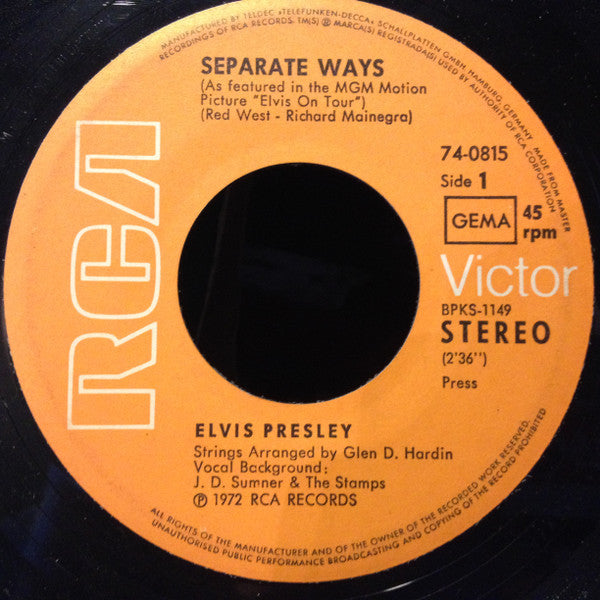 MANUFACTURED BY TELDEC »TELEFUNKEN-DECCA« SCHALLPLATTEN GMBH, HAMBURG, GERMANY MADE FROM MASTER
RECORDINGS OF RCA RECORDS. TM(S) ® MARCA(S) REGISTRADA(S) USED BY AUTHORITY OF RCA CORPORATION
SEPARATE WAYS
(As featured in the MGM Motion
Picture "Elvis On Tour")
(Red West - Richard Mainegra)
RCA
74-0815
Side 1
GEMA
45
rpm
Victor
BPKS-1149
STEREO
(2'36'')
Press
ELVIS PRESLEY
Strings Arranged by Glen D. Hardin
Vocal Background:
J. D. Sumner & The Stamps
℗ 1972 RCA RECORDS
ALL RIGHTS OF THE MANUFACTURER AND OF THE OWNER OF THE RECORDED WORK RESERVED.
UNAUTHORISED PUBLIC PERFORMANCE BROADCASTING AND COPYING OF THE RECORD PROHIBITED